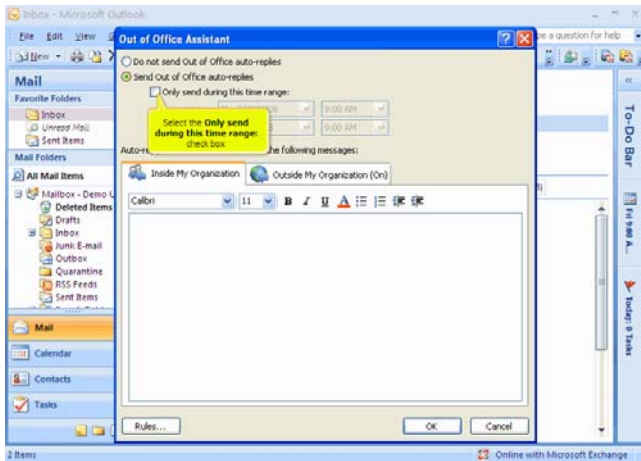 Inbox - Microsoft Outlook
File Edit View
Type a question for help
New
Out of Office Assistant
Do not send Out of Office auto-replies
Send Out of Office auto-replies
Only send during this time range:
9:00 AM
9:00 AM
Select the Only send
during this time range:
check box
the following messages:
Inside My Organization
Outside My Organization (On)
Calibri
11
B I U A
Rules...
OK
Cancel
Mail
Favorite Folders
Inbox
Unread Mail
Sent Items
Mail Folders
All Mail Items
Mailbox - Demo
Deleted Items
Drafts
Inbox
Junk E-mail
Outbox
Quarantine
RSS Feeds
Sent Items
Mail
Calendar
Contacts
Tasks
To-Do Bar
Fri 9:00 A...
Today: 0 Tasks
2 Items
Online with Microsoft Exchange